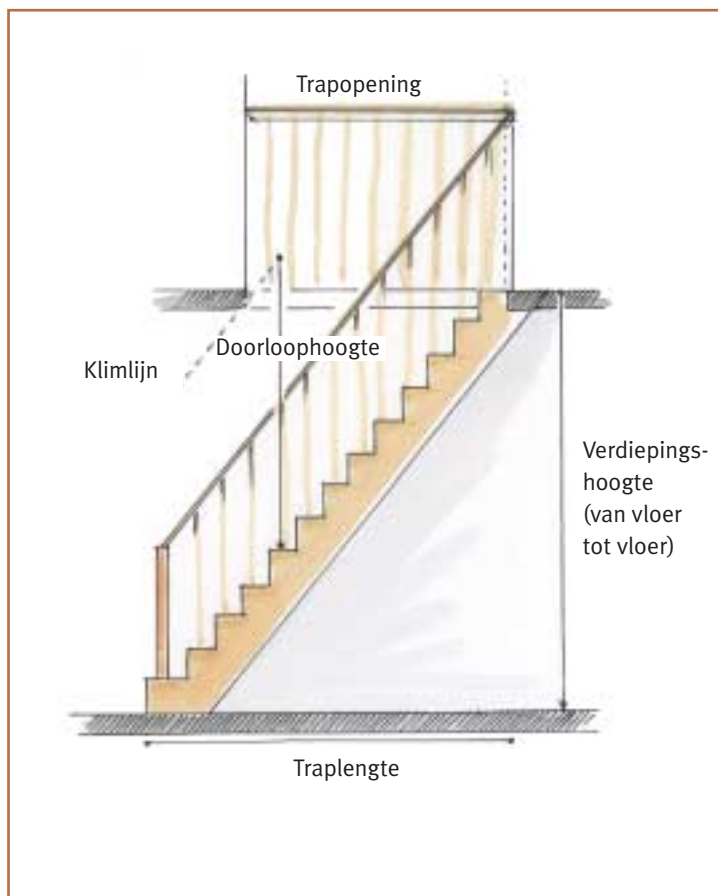 Trapopening
Doorloophoogte
Klimlijn
Verdiepings-
hoogte
(van vloer
tot vloer)
Traplengte